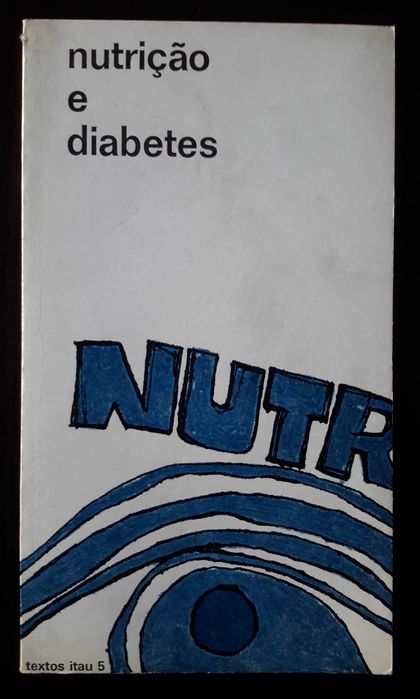 nutrição
e
diabetes
NUTR
textos itau 5